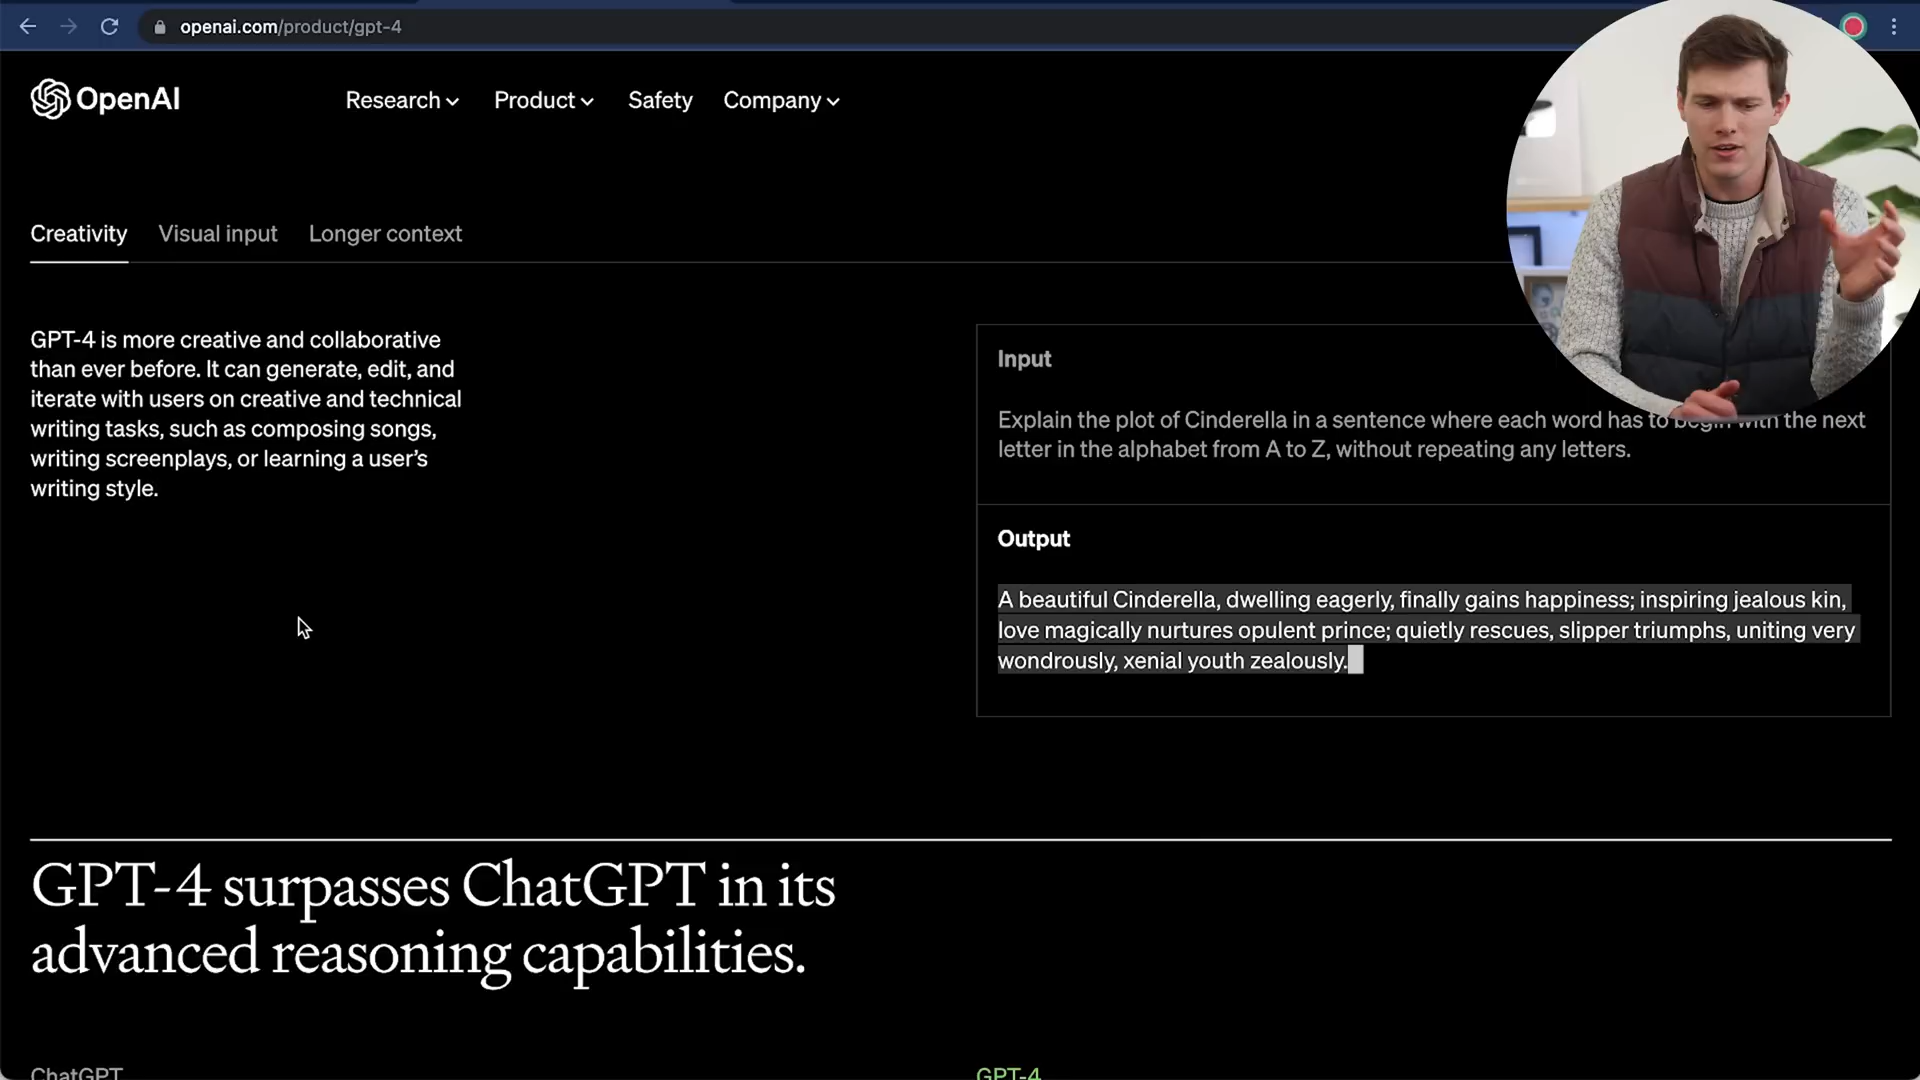 openai.com/product/gpt-4
OpenAI
Research Product Safety Company
Creativity Visual input Longer context
GPT-4 is more creative and collaborative
than ever before. It can generate, edit, and
iterate with users on creative and technical
writing tasks, such as composing songs,
writing screenplays, or learning a user’s
writing style.
Input
Explain the plot of Cinderella in a sentence where each word has to begin with the next
letter in the alphabet from A to Z, without repeating any letters.
Output
A beautiful Cinderella, dwelling eagerly, finally gains happiness; inspiring jealous kin,
love magically nurtures opulent prince; quietly rescues, slipper triumphs, uniting very
wondrously, xenial youth zealously.
GPT-4 surpasses ChatGPT in its
advanced reasoning capabilities.
ChatGPT
GPT-4